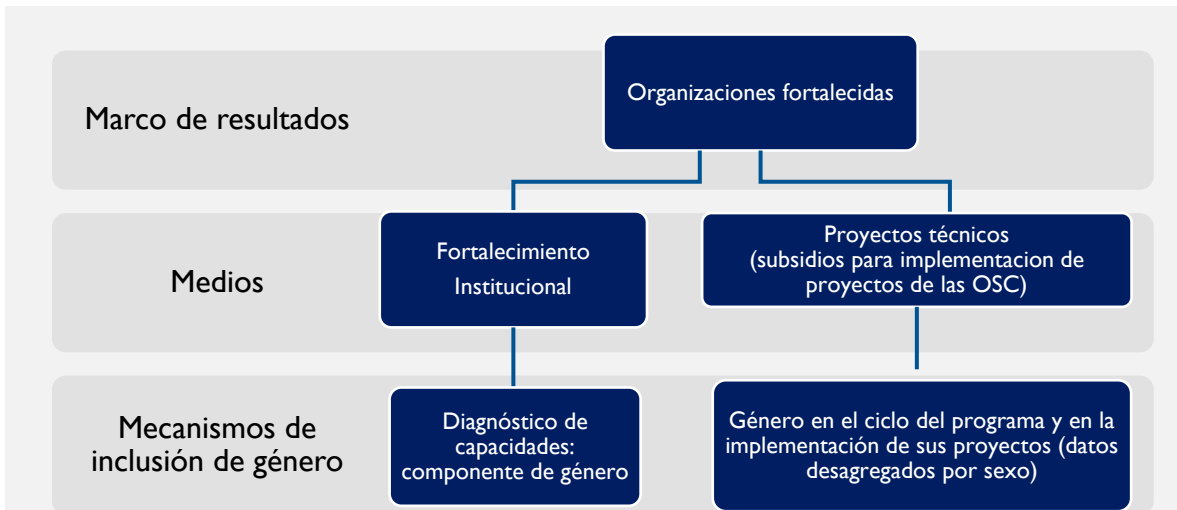 Organizaciones fortalecidas
Marco de resultados
Fortalecimiento
Institucional
Proyectos técnicos
(subsidios para implementacion de
proyectos de las OSC)
Medios
Mecanismos de
inclusión de género
Diagnóstico de
capacidades:
componente de género
Género en el ciclo del programa y en la
implementación de sus proyectos (datos
desagregados por sexo)